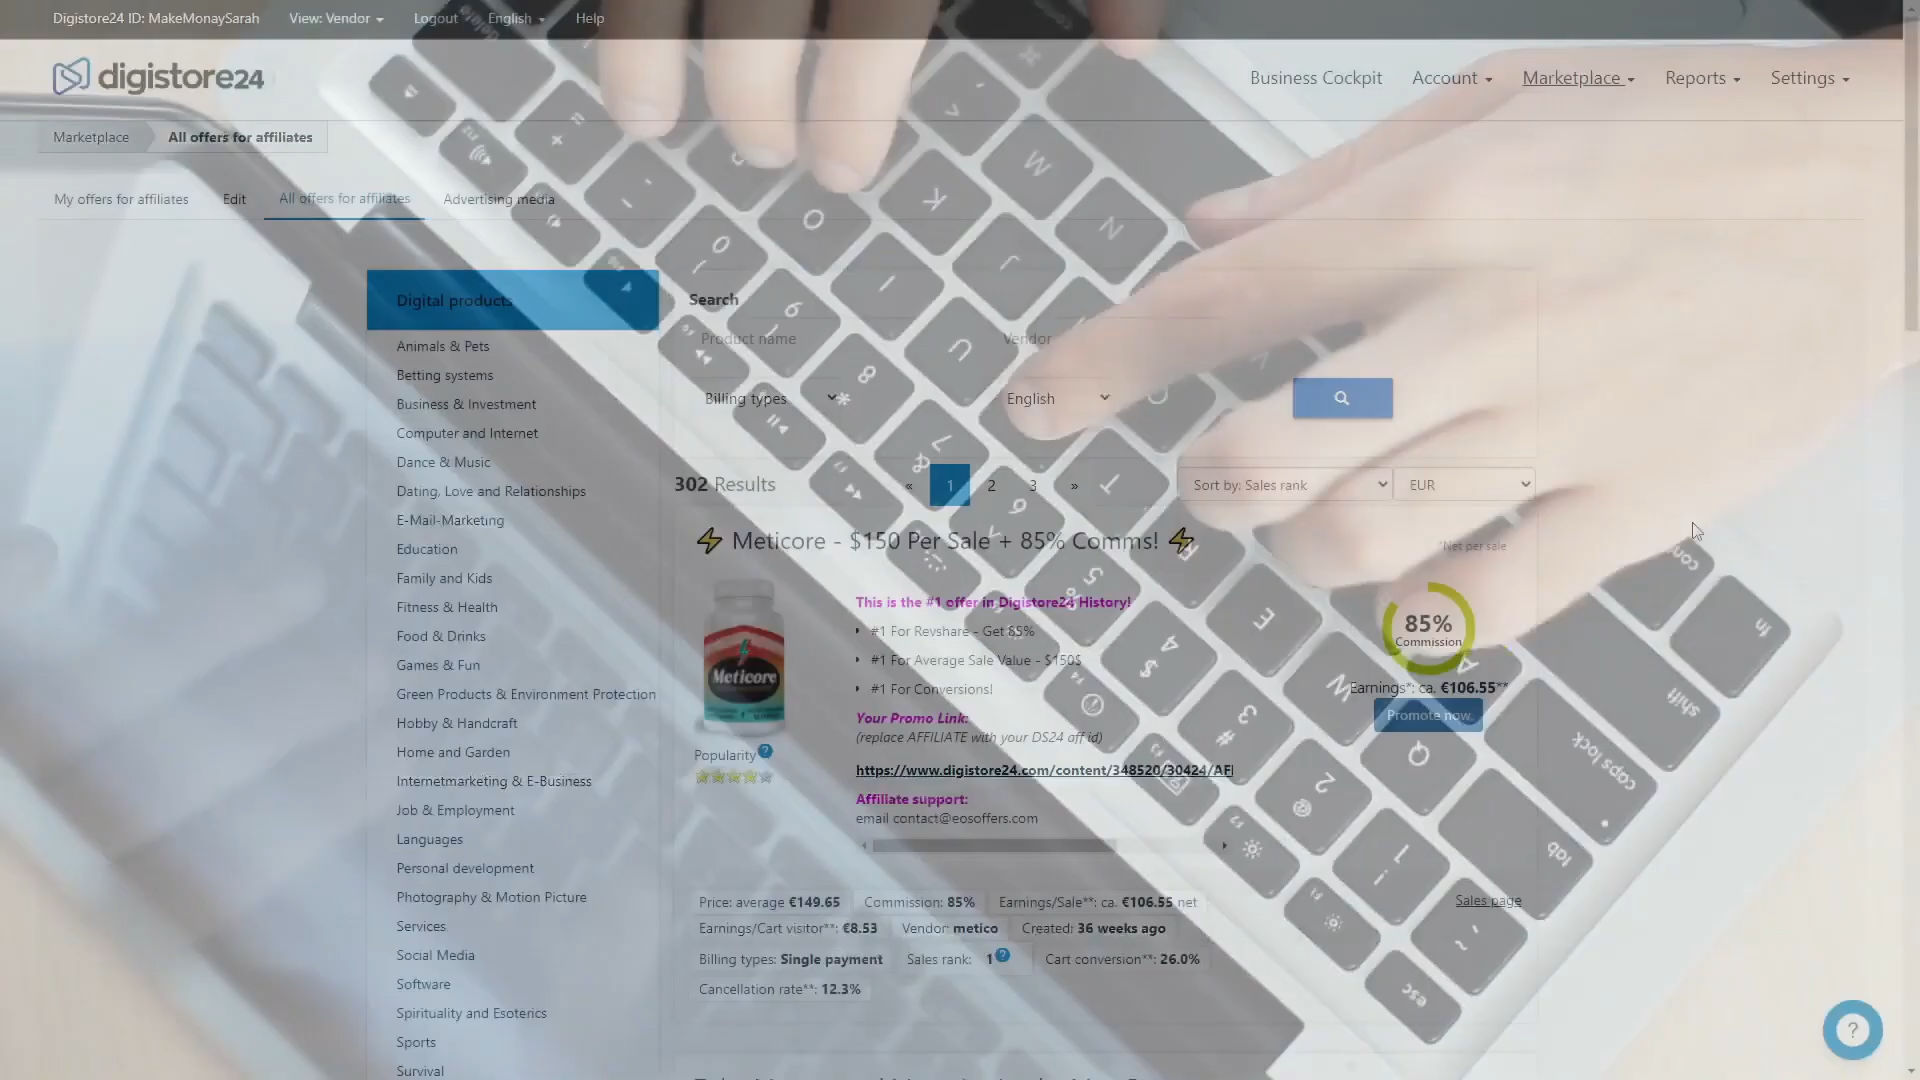 Digistore24 ID: MakeMonaySarah View: Vendor Logout English Help
digistore24
Business Cockpit Account Marketplace Reports Settings
Marketplace All offers for affiliates
My offers for affiliates Edit All offers for affiliates Advertising media
Digital products
Animals & Pets
Betting systems
Business & Investment
Computer and Internet
Dance & Music
Dating, Love and Relationships
E-Mail-Marketing
Education
Family and Kids
Fitness & Health
Food & Drinks
Games & Fun
Green Products & Environment Protection
Hobby & Handcraft
Home and Garden
Internetmarketing & E-Business
Job & Employment
Languages
Personal development
Photography & Motion Picture
Services
Social Media
Software
Spirituality and Esoterics
Sports
Survival
Search
Product name Vendor
Billing types English
302 Results « 1 2 3 » Sort by: Sales rank EUR
Meticore - $150 Per Sale + 85% Comms!
*Net per sale
This is the #1 offer in Digistore24 History!
#1 For Revshare - Get 85%
#1 For Average Sale Value - $150$
#1 For Conversions!
Your Promo Link:
(replace AFFILIATE with your DS24 aff id)
https://www.digistore24.com/content/348520/30424/AFI
Affiliate support:
email contact@eosoffers.com
Meticore
Popularity ?
85%
Commission
Earnings*: ca. €106.55**
Promote now
Price: average €149.65 Commission: 85% Earnings/Sale**: ca. €106.55 net
Sales page
Earnings/Cart visitor**: €8.53 Vendor: metico Created: 36 weeks ago
Billing types: Single payment Sales rank: 1 ? Cart conversion**: 26.0%
Cancellation rate**: 12.3%
?
fn
shift
caps lock
tab
esc